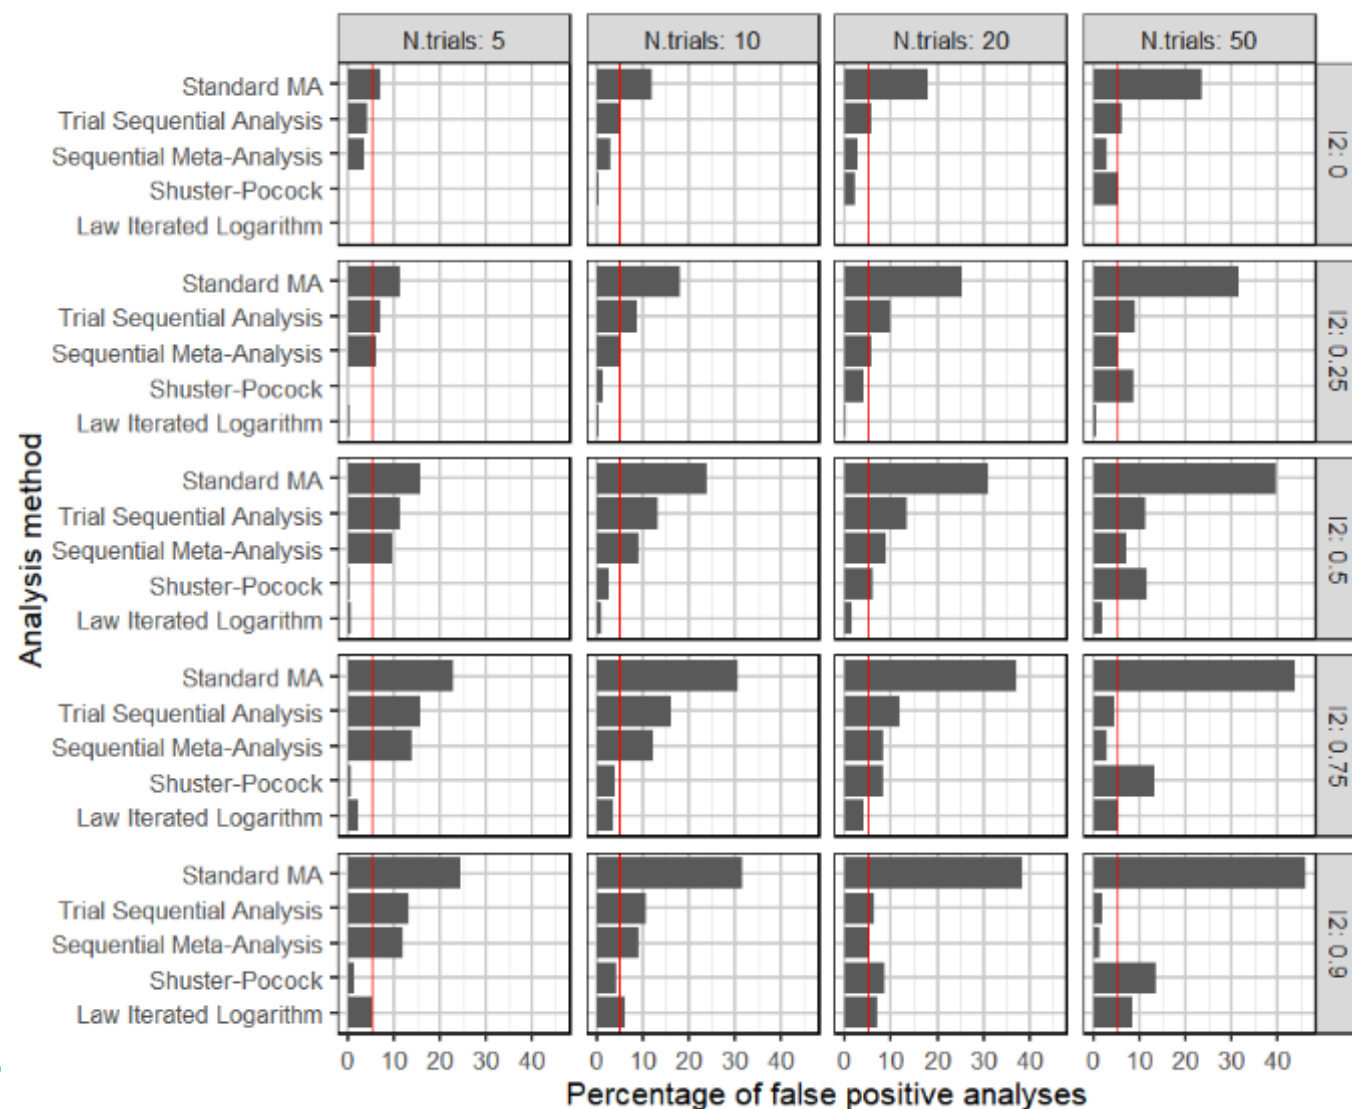 N.trials: 5 N.trials: 10 N.trials: 20 N.trials: 50
Standard MA
Trial Sequential Analysis
Sequential Meta-Analysis
Shuster-Pocock
Law Iterated Logarithm
I2: 0
Standard MA
Trial Sequential Analysis
Sequential Meta-Analysis
Shuster-Pocock
Law Iterated Logarithm
I2: 0.25
Standard MA
Trial Sequential Analysis
Sequential Meta-Analysis
Shuster-Pocock
Law Iterated Logarithm
I2: 0.5
Standard MA
Trial Sequential Analysis
Sequential Meta-Analysis
Shuster-Pocock
Law Iterated Logarithm
I2: 0.75
Standard MA
Trial Sequential Analysis
Sequential Meta-Analysis
Shuster-Pocock
Law Iterated Logarithm
I2: 0.9
Analysis method
0 10 20 30 40 0 10 20 30 40 0 10 20 30 40 0 10 20 30 40
Percentage of false positive analyses